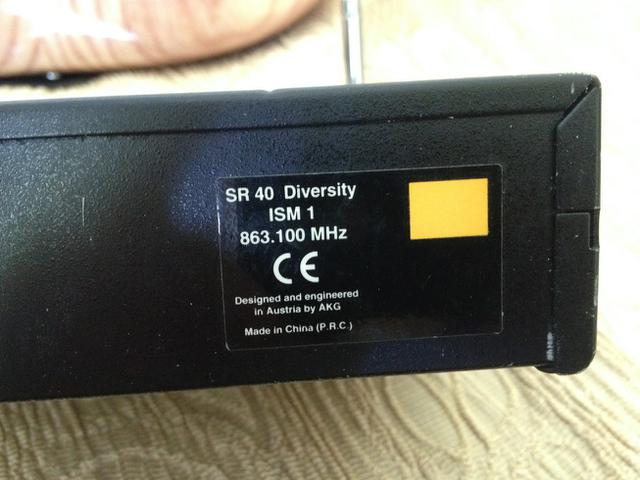 SR 40 Diversity
ISM 1
863.100 MHz
CE
Designed and engineered
in Austria by AKG
Made in China (P.R.C.)